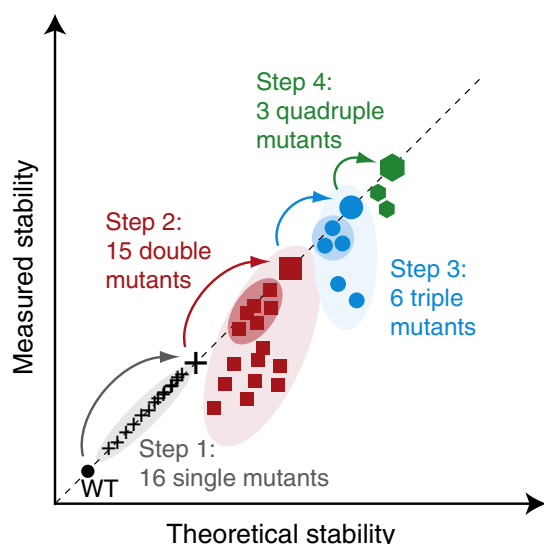 Step 4:
3 quadruple
mutants
Step 2:
15 double
mutants
Step 3:
6 triple
mutants
Step 1:
16 single mutants
WT
Measured stability
Theoretical stability